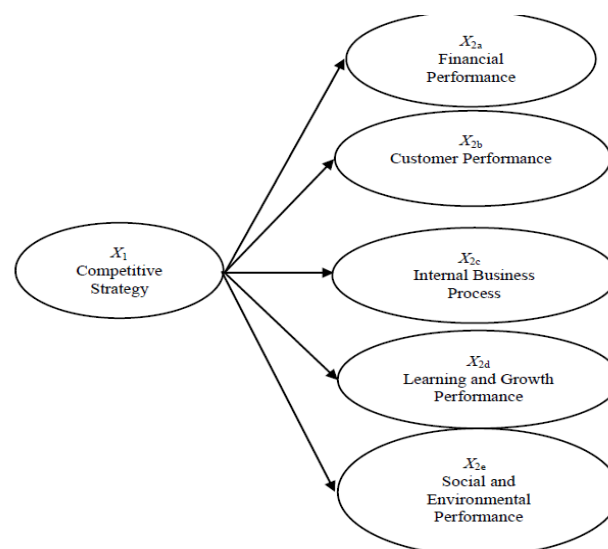 X2a
Financial
Performance
X2b
Customer Performance
X1
Competitive
Strategy
X2c
Internal Business
Process
X2d
Learning and Growth
Performance
X2e
Social and
Environmental
Performance